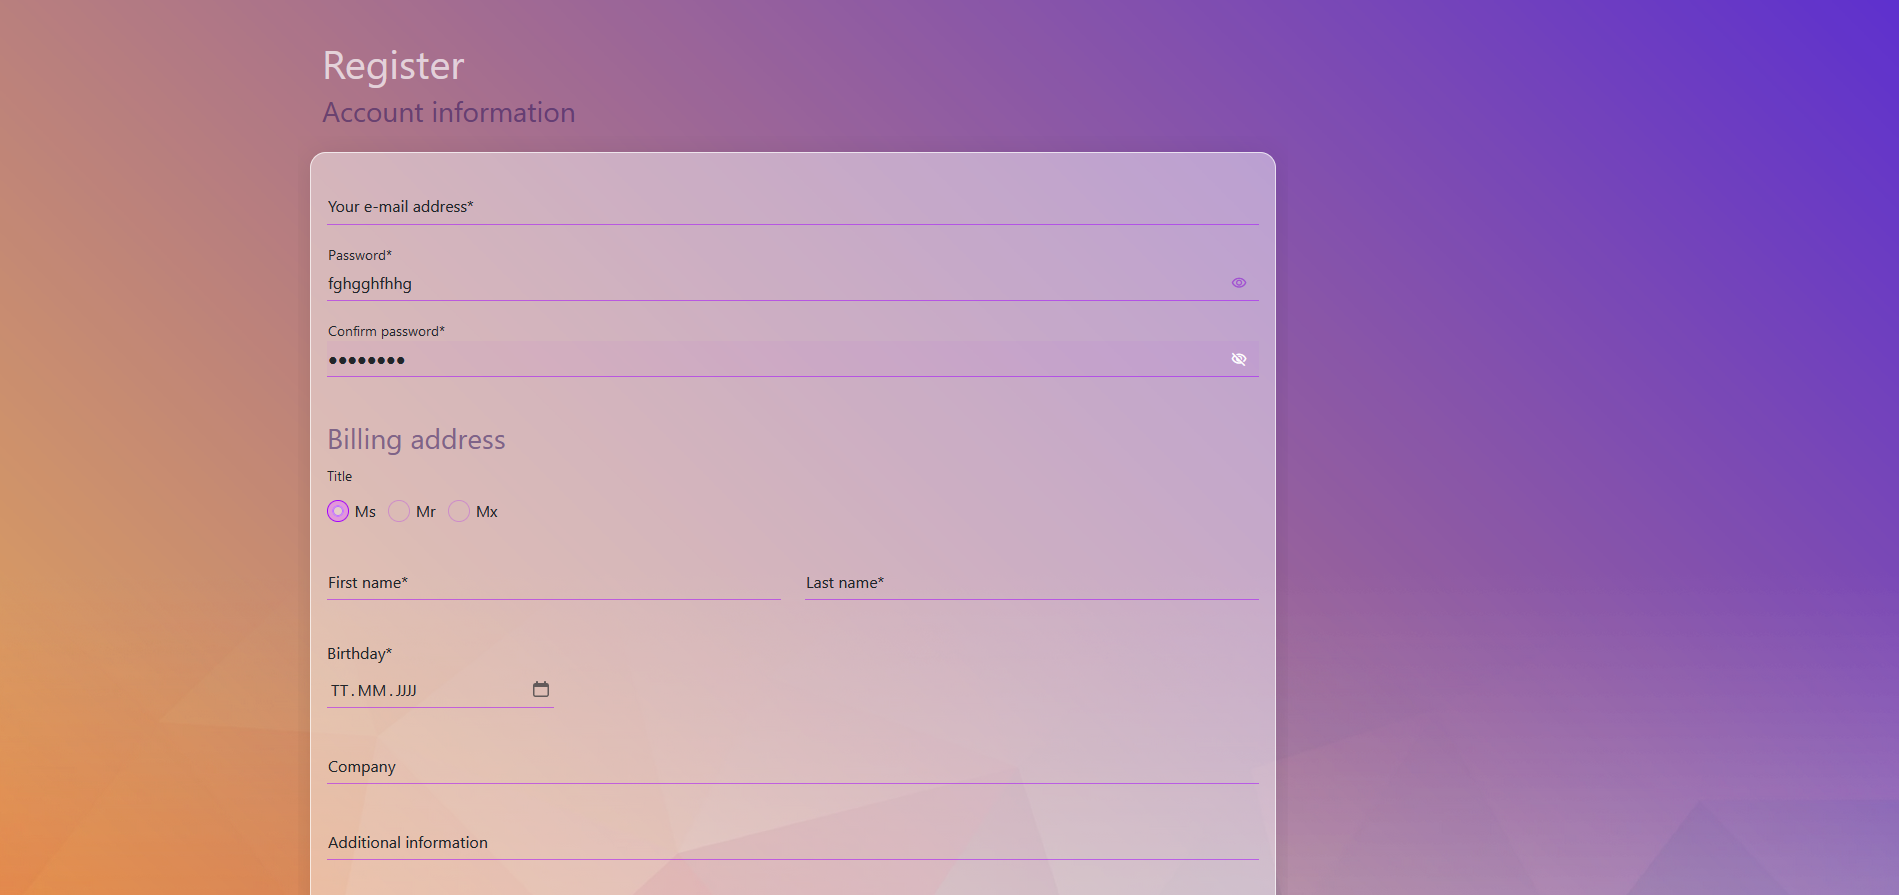 Register
Account information
Your e-mail address*
Password*
fghgghfhhg
Confirm password*
●●●●●●●●
Billing address
Title
Ms Mr Mx
First name* Last name*
Birthday*
TT.MM.JJJJ
Company
Additional information